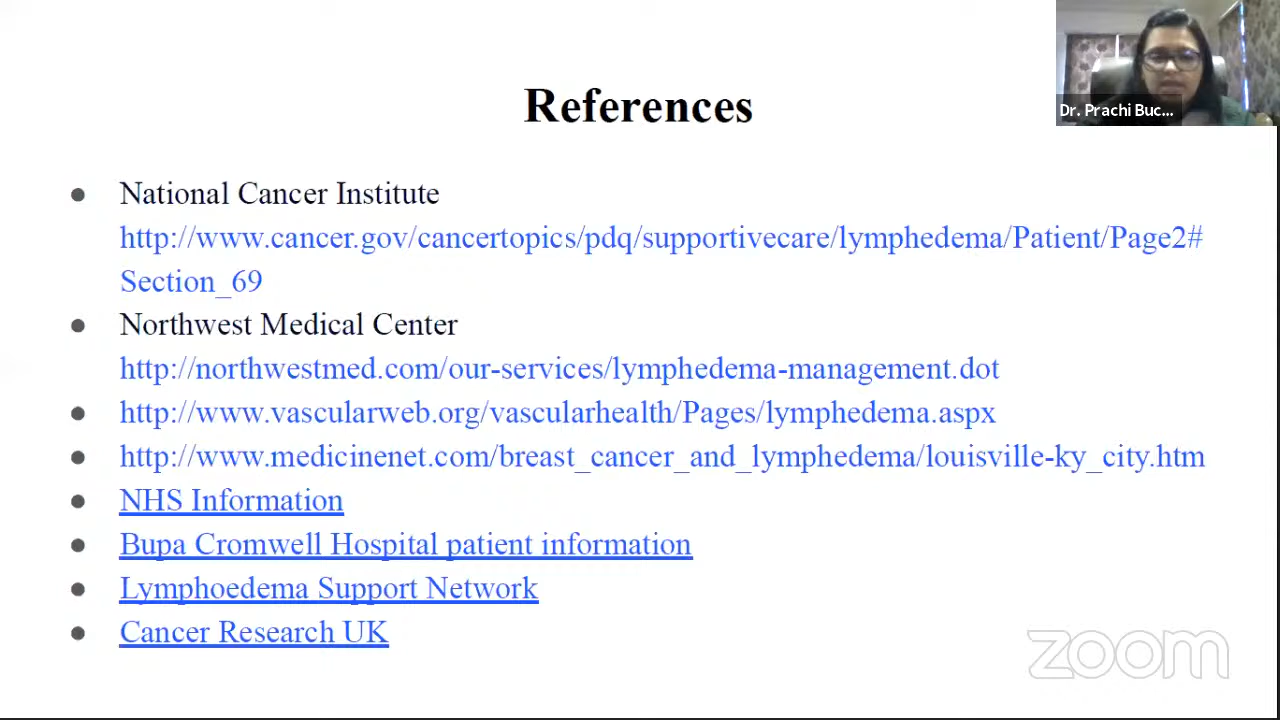 References
Dr. Prachi Buc...
● National Cancer Institute
http://www.cancer.gov/cancertopics/pdq/supportivecare/lymphedema/Patient/Page2#
Section_69
● Northwest Medical Center
http://northwestmed.com/our-services/lymphedema-management.dot
● http://www.vascularweb.org/vascularhealth/Pages/lymphedema.aspx
● http://www.medicinenet.com/breast_cancer_and_lymphedema/louisville-ky_city.htm
● NHS Information
● Bupa Cromwell Hospital patient information
● Lymphoedema Support Network
● Cancer Research UK
zoom